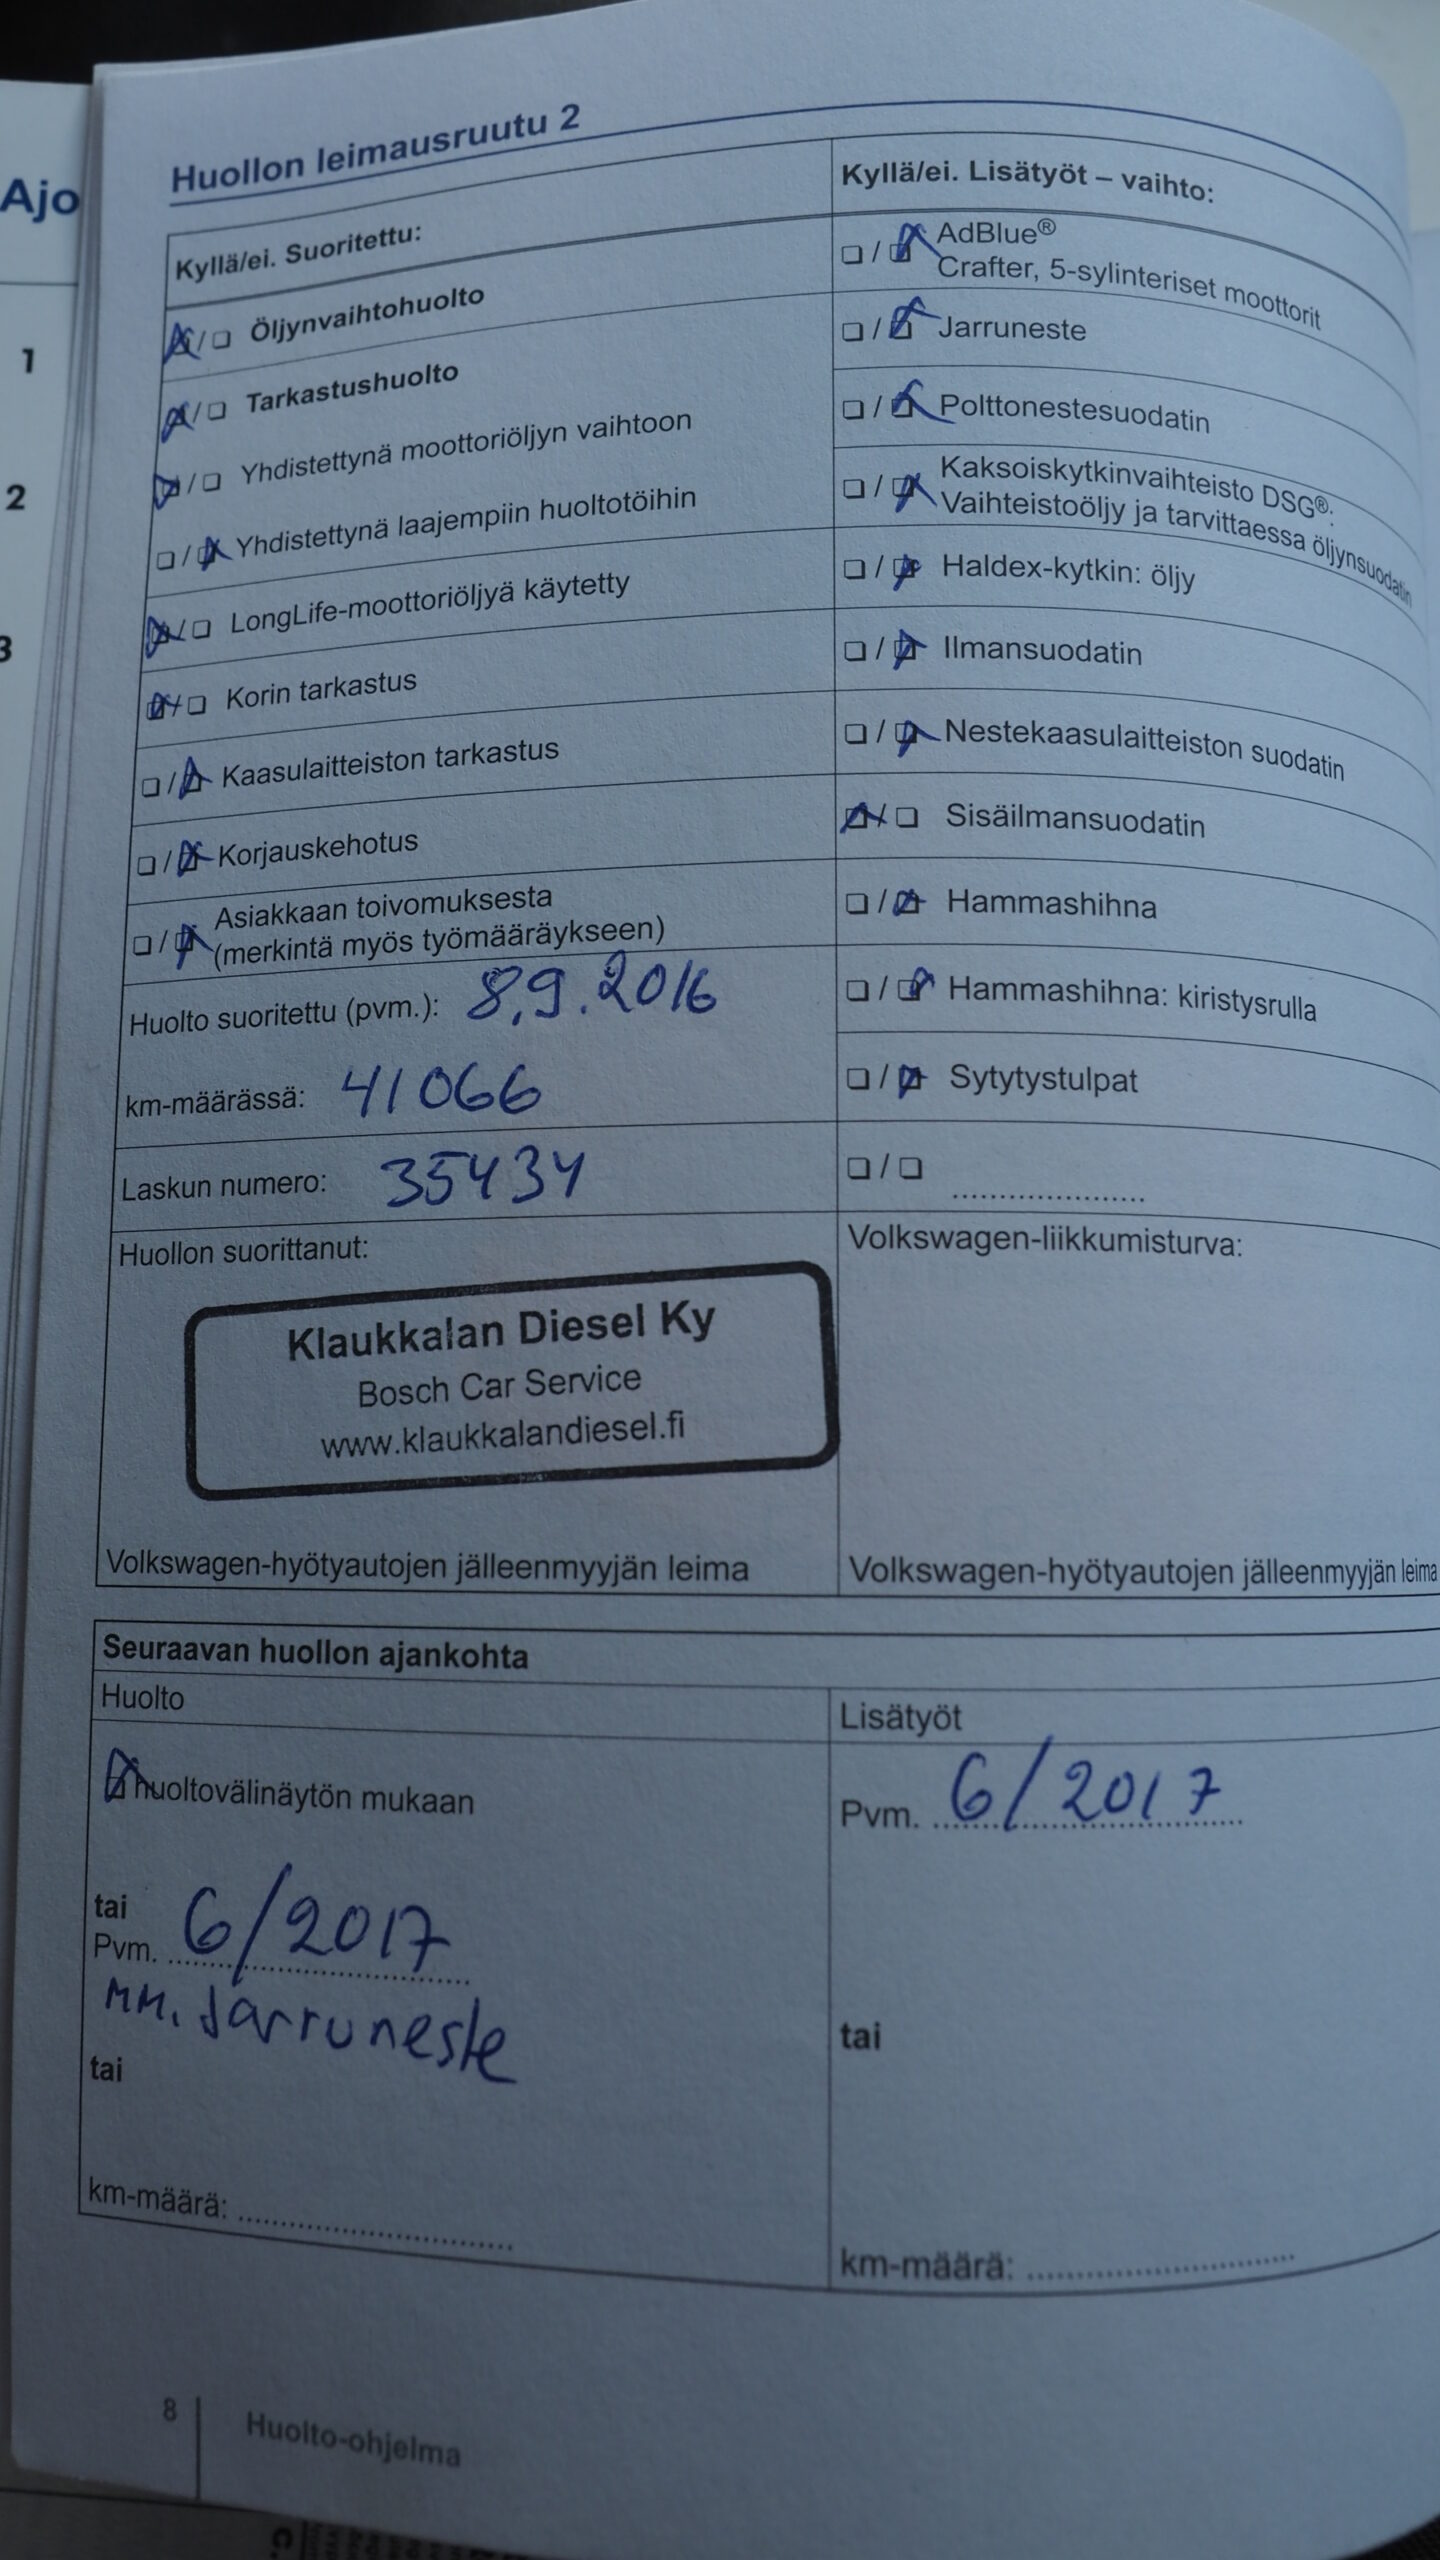 Ajo
1
2
3
Huollon leimausruutu 2
Kyllä/ei. Suoritettu:
Öljynvaihtohuolto
Tarkastushuolto
Yhdistettynä moottoriöljyn vaihtoon
Yhdistettynä laajempiin huoltotöihin
LongLife-moottoriöljyä käytetty
Korin tarkastus
Kaasulaitteiston tarkastus
Korjauskehotus
Asiakkaan toivomuksesta
(merkintä myös työmääräykseen)
Huolto suoritettu (pvm.): 8.9.2016
km-määrässä: 41066
Laskun numero: 35434
Huollon suorittanut:
Klaukkalan Diesel Ky
Bosch Car Service
www.klaukkalandiesel.fi
Volkswagen-hyötyautojen jälleenmyyjän leima
Kyllä/ei. Lisätyöt – vaihto:
AdBlue®
Crafter, 5-sylinteriset moottorit
Jarruneste
Polttonestesuodatin
Kaksoiskytkinvaihteisto DSG®:
Vaihteistoöljy ja tarvittaessa öljynsuodatin
Haldex-kytkin: öljy
Ilmansuodatin
Nestekaasulaitteiston suodatin
Sisäilmansuodatin
Hammashihna
Hammashihna: kiristysrulla
Sytytystulpat
Volkswagen-liikkumisturva:
Volkswagen-hyötyautojen jälleenmyyjän leima
Seuraavan huollon ajankohta
Huolto
huoltovälinäytön mukaan
tai
Pvm. 6/2017
mm. Jarruneste
tai
km-määrä:
Lisätyöt
Pvm. 6/2017
tai
km-määrä:
8
Huolto-ohjelma